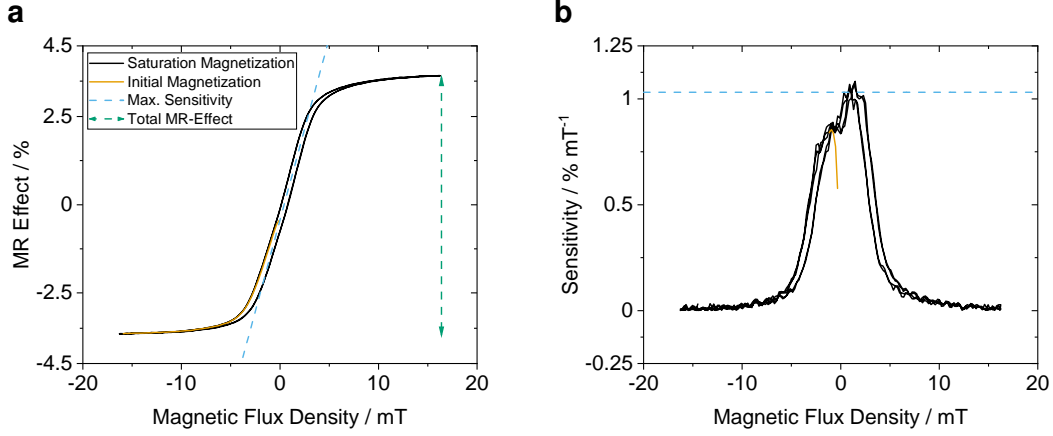 a
4.5
2.5
0
-2.5
-4.5
MR Effect / %
Saturation Magnetization
Initial Magnetization
Max. Sensitivity
Total MR-Effect
-20
-10
0
10
20
Magnetic Flux Density / mT
b
1.25
1
0.5
0
-0.25
Sensitivity / % mT⁻¹
-20
-10
0
10
20
Magnetic Flux Density / mT